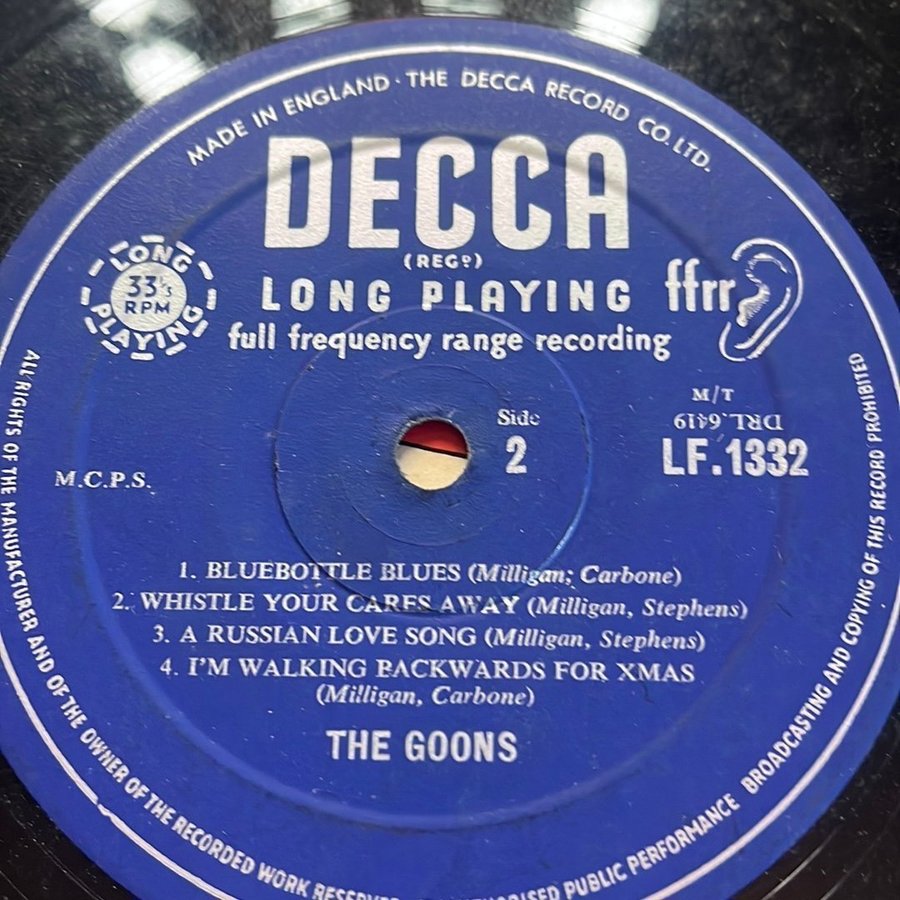 MADE IN ENGLAND · THE DECCA RECORD CO. LTD.
DECCA
(REGD)
LONG PLAYING
33⅓
RPM
LONG PLAYING
ffrr
full frequency range recording
M/T
DRL.6419
LF.1332
Side
2
M.C.P.S.
1. BLUEBOTTLE BLUES (Milligan; Carbone)
2. WHISTLE YOUR CARES AWAY (Milligan, Stephens)
3. A RUSSIAN LOVE SONG (Milligan, Stephens)
4. I'M WALKING BACKWARDS FOR XMAS
(Milligan, Carbone)
THE GOONS
ALL RIGHTS OF THE MANUFACTURER AND OF THE OWNER OF THE RECORDED WORK RESERVED PUBLIC PERFORMANCE BROADCASTING AND COPYING OF THIS RECORD PROHIBITED